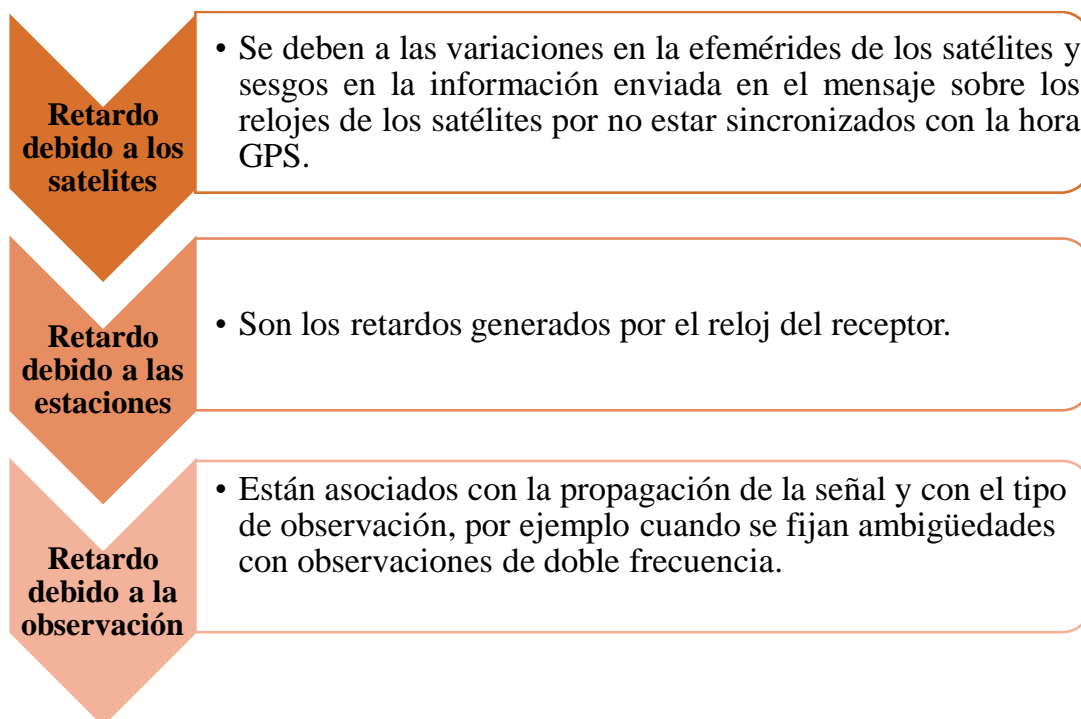 Retardo
debido a los
satelites
• Se deben a las variaciones en la efemérides de los satélites y
sesgos en la información enviada en el mensaje sobre los
relojes de los satélites por no estar sincronizados con la hora
GPS.
Retardo
debido a las
estaciones
• Son los retardos generados por el reloj del receptor.
Retardo
debido a la
observación
• Están asociados con la propagación de la señal y con el tipo
de observación, por ejemplo cuando se fijan ambigüedades
con observaciones de doble frecuencia.